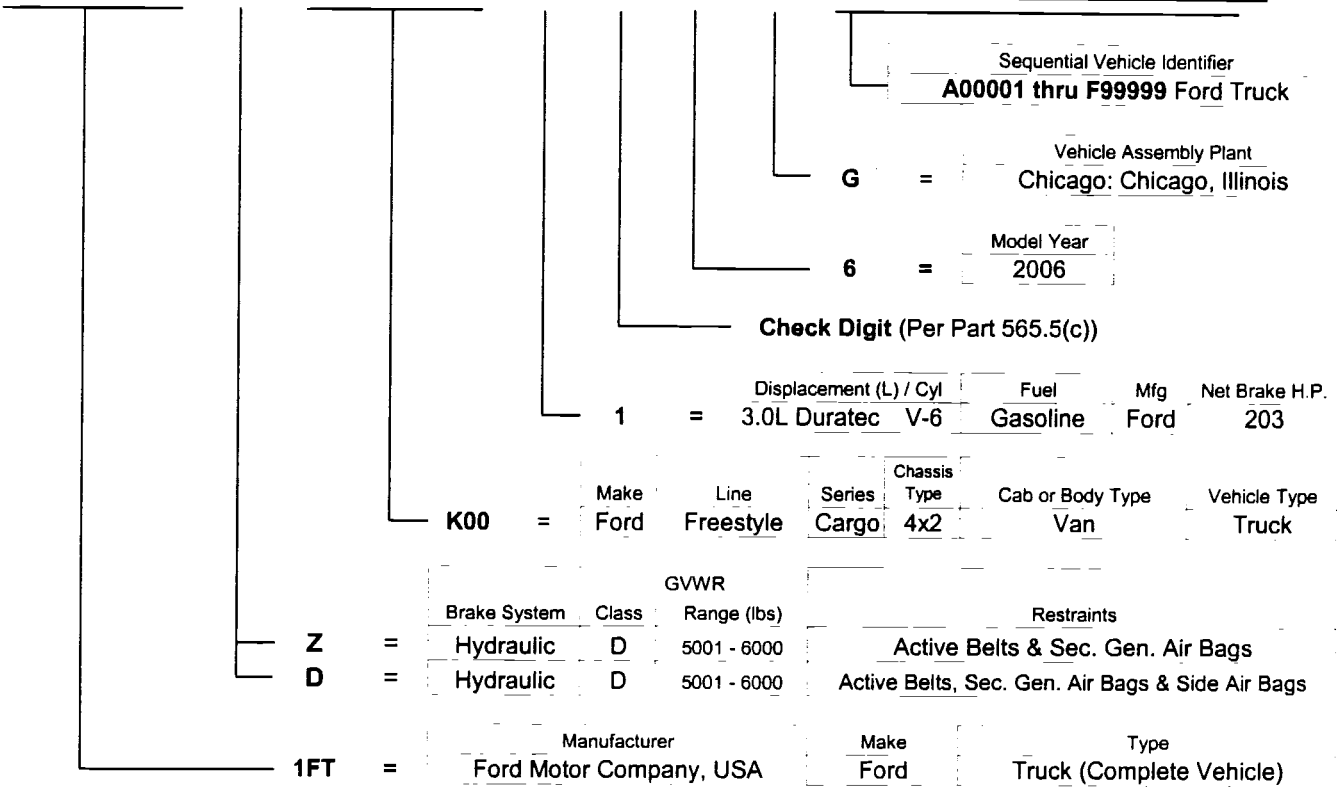 Sequential Vehicle Identifier
A00001 thru F99999 Ford Truck
Vehicle Assembly Plant
G = Chicago: Chicago, Illinois
Model Year
6 = 2006
Check Digit (Per Part 565.5(c))
Displacement (L) / Cyl Fuel Mfg Net Brake H.P.
1 = 3.0L Duratec V-6 Gasoline Ford 203
Chassis
Make Line Series Type Cab or Body Type Vehicle Type
K00 = Ford Freestyle Cargo 4x2 Van Truck
GVWR
Brake System Class Range (lbs) Restraints
Z = Hydraulic D 5001 - 6000 Active Belts & Sec. Gen. Air Bags
D = Hydraulic D 5001 - 6000 Active Belts, Sec. Gen. Air Bags & Side Air Bags
Manufacturer Make Type
1FT = Ford Motor Company, USA Ford Truck (Complete Vehicle)